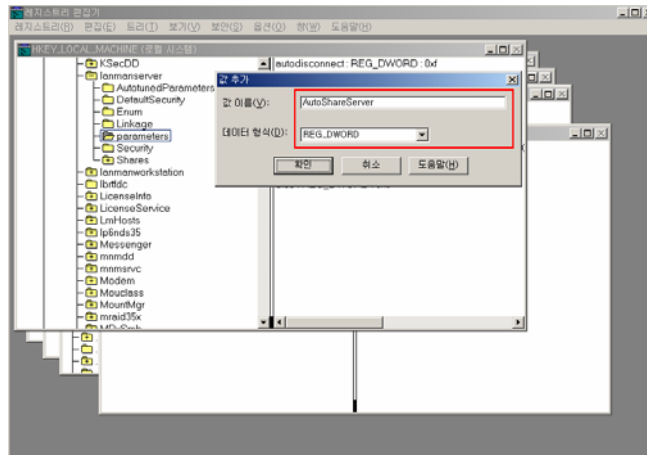 레지스트리 편집기
레지스트리(R) 편집(E) 트리(T) 보기(V) 보안(S) 옵션(O) 창(W) 도움말(H)
HKEY_LOCAL_MACHINE (로컬 시스템)
KSecDD
lanmanserver
AutotunedParameters
DefaultSecurity
Enum
Linkage
parameters
Security
Shares
lanmanworkstation
lbrtfdc
LicenseInfo
LicenseService
LmHosts
lp6nds35
Messenger
mnmdd
mnmsrvc
Modem
Mouclass
MountMgr
mraid35x
autodisconnect : REG_DWORD : 0xf
값 추가
값 이름(V): AutoShareServer
데이터 형식(D): REG_DWORD
확인 취소 도움말(H)